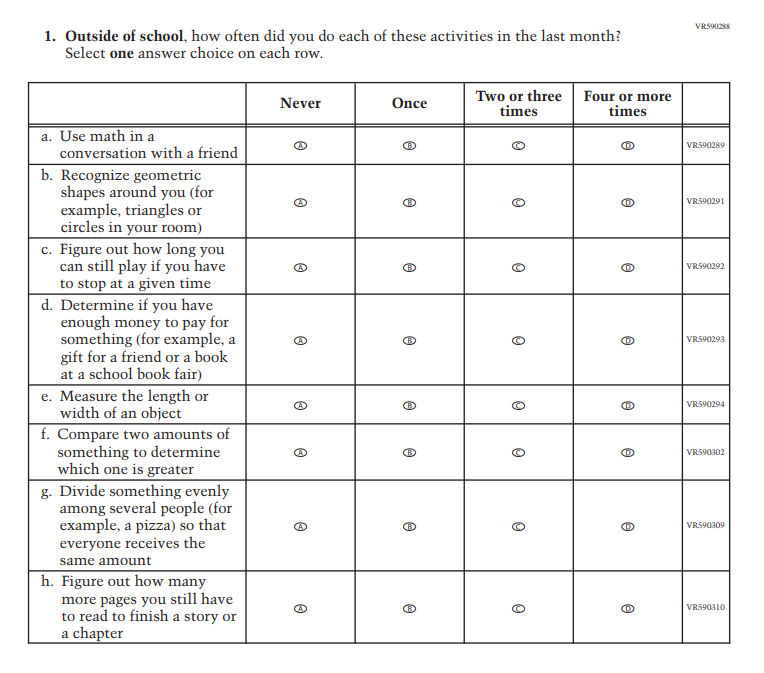 VR590288
1. Outside of school, how often did you do each of these activities in the last month?
Select one answer choice on each row.
Never Once Two or three times Four or more times
a. Use math in a
conversation with a friend
A B C D VR590289
b. Recognize geometric
shapes around you (for
example, triangles or
circles in your room)
A B C D VR590291
c. Figure out how long you
can still play if you have
to stop at a given time
A B C D VR590292
d. Determine if you have
enough money to pay for
something (for example, a
gift for a friend or a book
at a school book fair)
A B C D VR590293
e. Measure the length or
width of an object
A B C D VR590294
f. Compare two amounts of
something to determine
which one is greater
A B C D VR590302
g. Divide something evenly
among several people (for
example, a pizza) so that
everyone receives the
same amount
A B C D VR590309
h. Figure out how many
more pages you still have
to read to finish a story or
a chapter
A B C D VR590310